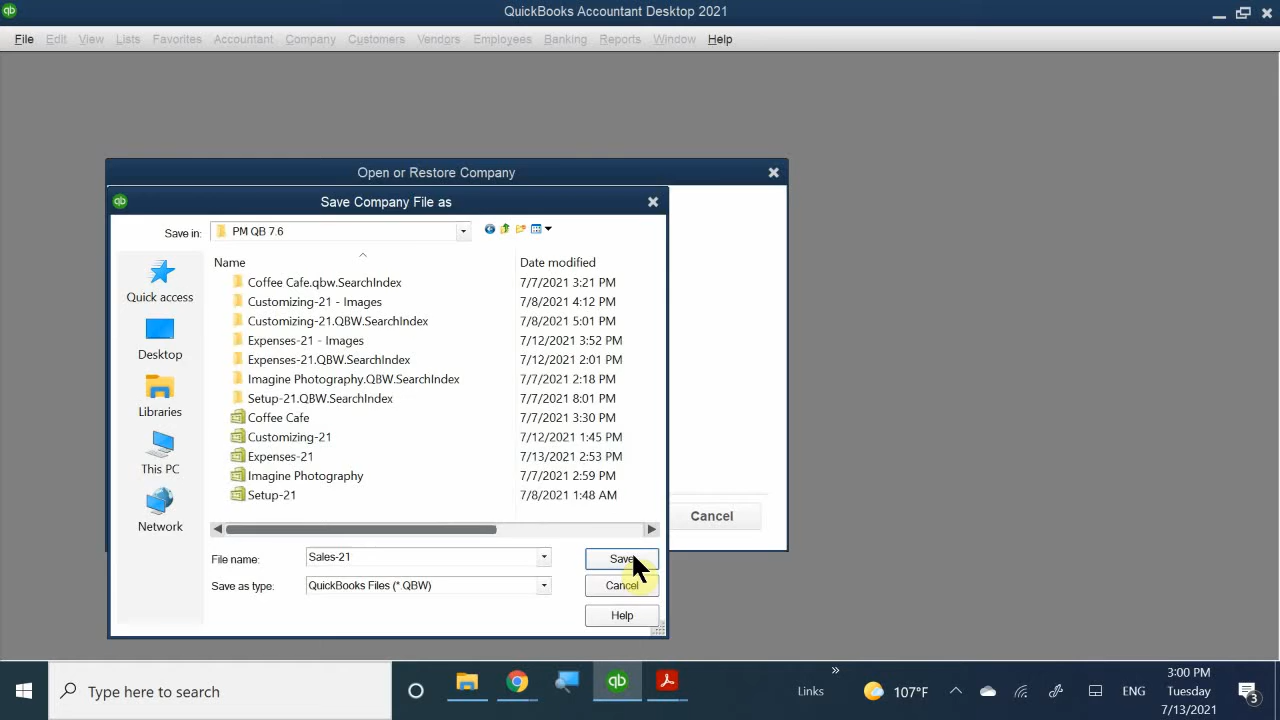 qb QuickBooks Accountant Desktop 2021
File Edit View Lists Favorites Accountant Company Customers Vendors Employees Banking Reports Window Help
Open or Restore Company
qb Save Company File as
Save in: PM QB 7.6
Name Date modified
Quick access
Desktop
Libraries
This PC
Network
Coffee Cafe.qbw.SearchIndex 7/7/2021 3:21 PM
Customizing-21 - Images 7/8/2021 4:12 PM
Customizing-21.QBW.SearchIndex 7/8/2021 5:01 PM
Expenses-21 - Images 7/12/2021 3:52 PM
Expenses-21.QBW.SearchIndex 7/12/2021 2:01 PM
Imagine Photography.QBW.SearchIndex 7/7/2021 2:18 PM
Setup-21.QBW.SearchIndex 7/7/2021 8:01 PM
Coffee Cafe 7/7/2021 3:30 PM
Customizing-21 7/12/2021 1:45 PM
Expenses-21 7/13/2021 2:53 PM
Imagine Photography 7/7/2021 2:59 PM
Setup-21 7/8/2021 1:48 AM
Cancel
File name: Sales-21 Save
Save as type: QuickBooks Files (*.QBW) Cancel
Help
Type here to search
qb
Links
107°F
ENG
3:00 PM
Tuesday
7/13/2021
3